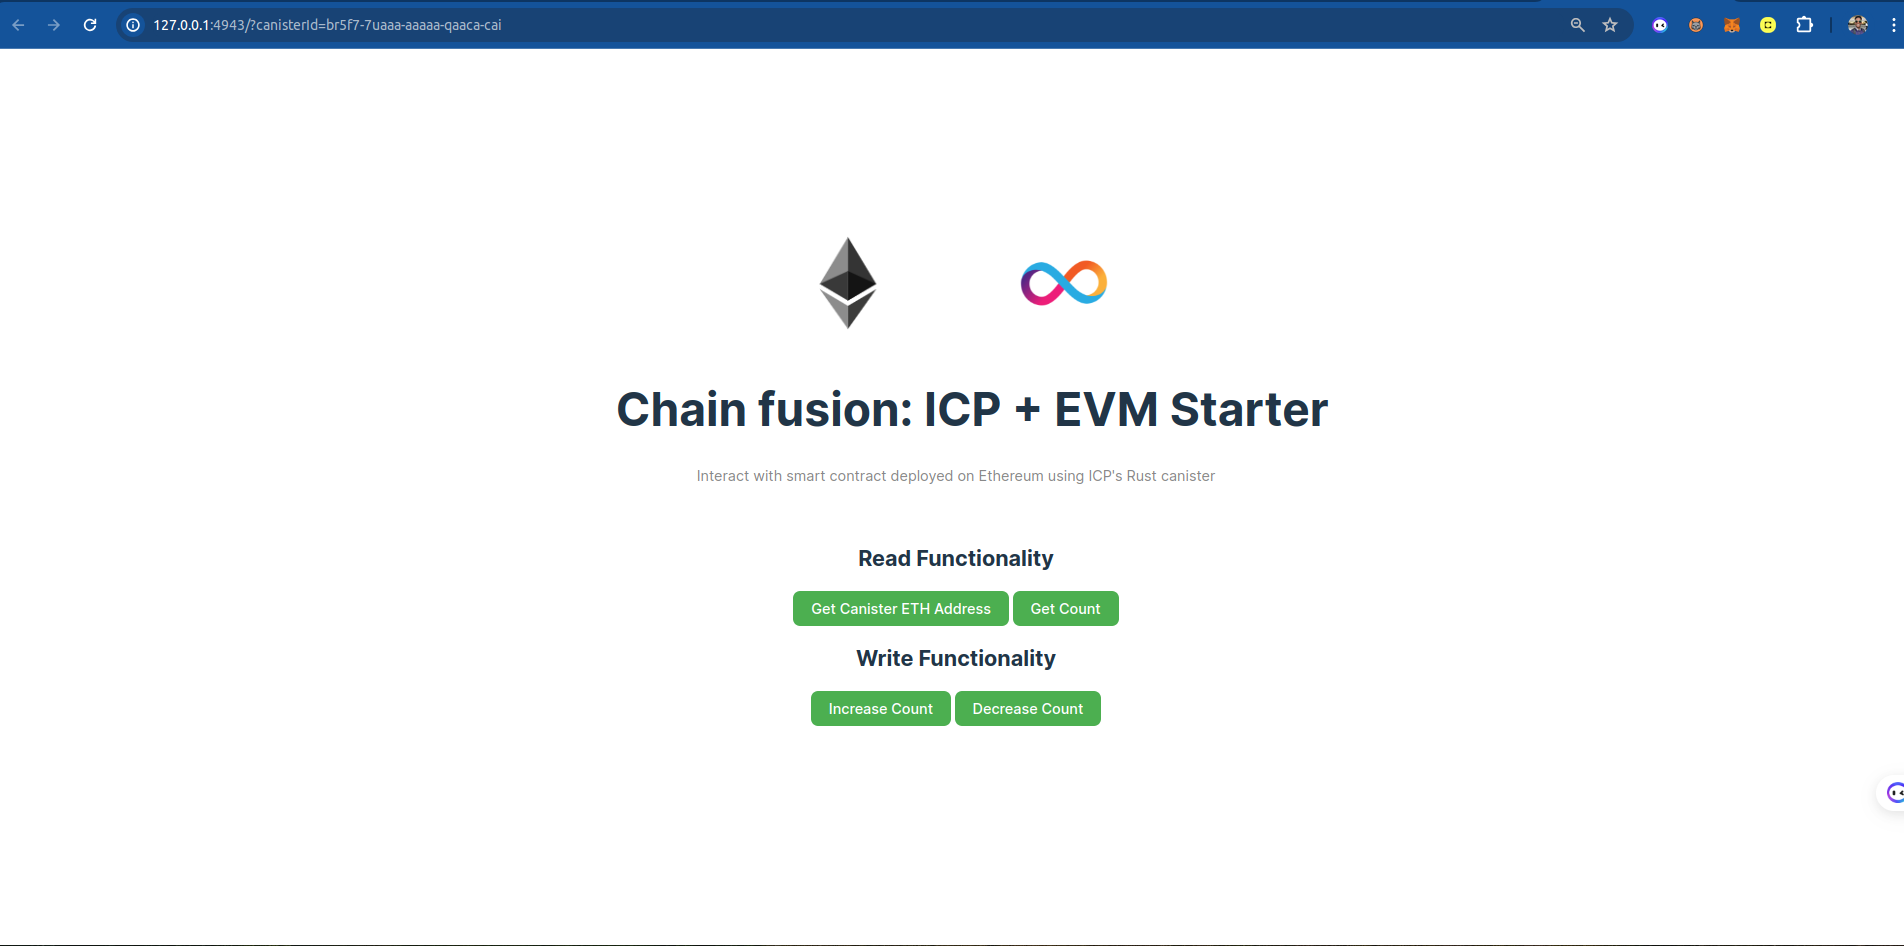 127.0.0.1:4943/?canisterId=br5f7-7uaaa-aaaaa-qaaca-cai
Chain fusion: ICP + EVM Starter
Interact with smart contract deployed on Ethereum using ICP's Rust canister
Read Functionality
Get Canister ETH Address Get Count
Write Functionality
Increase Count Decrease Count